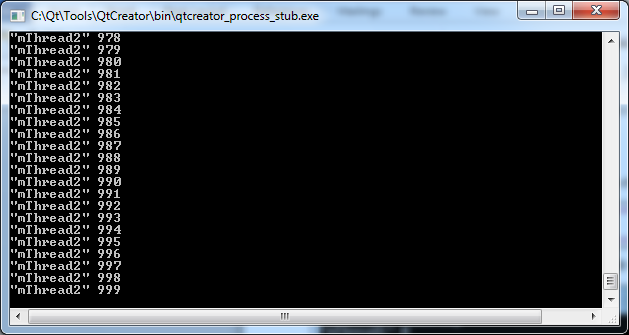 C:\Qt\Tools\QtCreator\bin\qtcreator_process_stub.exe
"mThread2" 978
"mThread2" 979
"mThread2" 980
"mThread2" 981
"mThread2" 982
"mThread2" 983
"mThread2" 984
"mThread2" 985
"mThread2" 986
"mThread2" 987
"mThread2" 988
"mThread2" 989
"mThread2" 990
"mThread2" 991
"mThread2" 992
"mThread2" 993
"mThread2" 994
"mThread2" 995
"mThread2" 996
"mThread2" 997
"mThread2" 998
"mThread2" 999